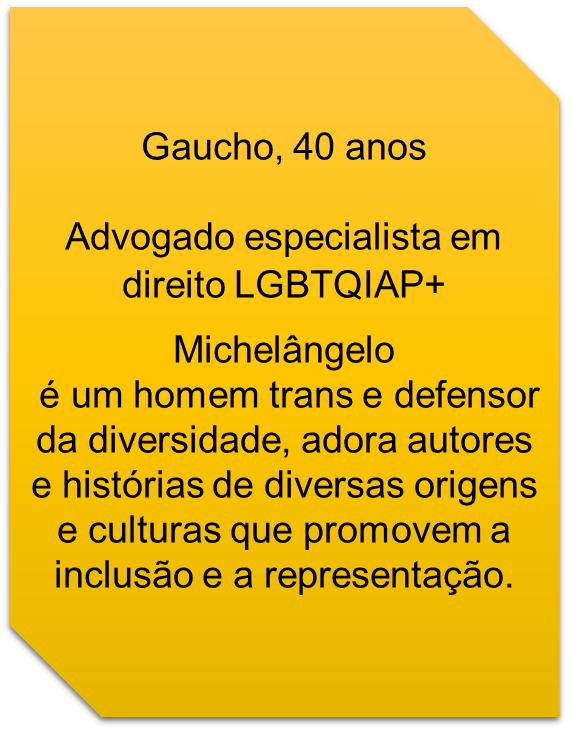 Gaucho, 40 anos
Advogado especialista em
direito LGBTQIAP+
Michelângelo
é um homem trans e defensor
da diversidade, adora autores
e histórias de diversas origens
e culturas que promovem a
inclusão e a representação.